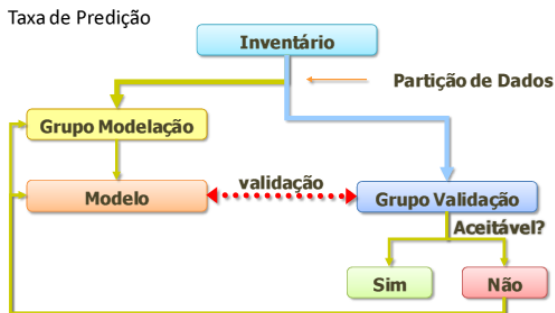 Taxa de Predição
Inventário
Partição de Dados
Grupo Modelação
validação
Modelo
Grupo Validação
Aceitável?
Sim
Não